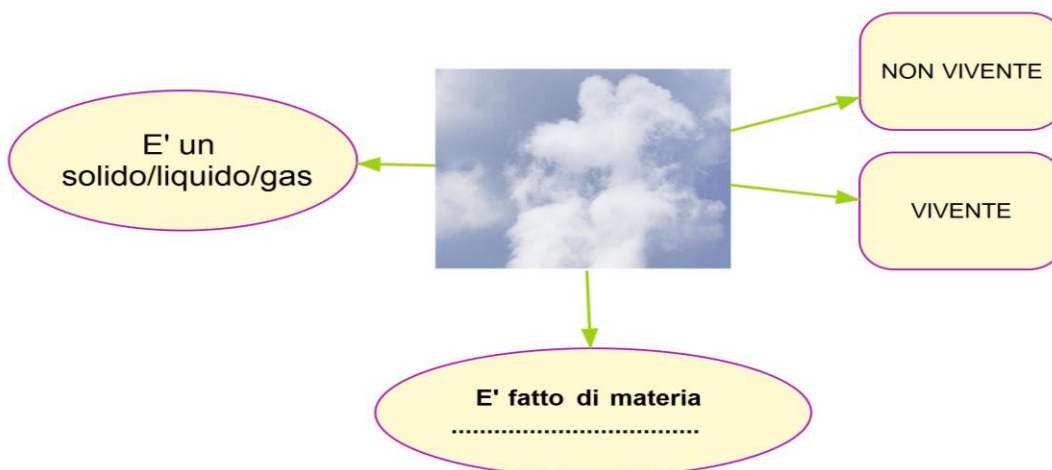 NON VIVENTE
E' un
solido/liquido/gas
VIVENTE
E' fatto di materia
..................................